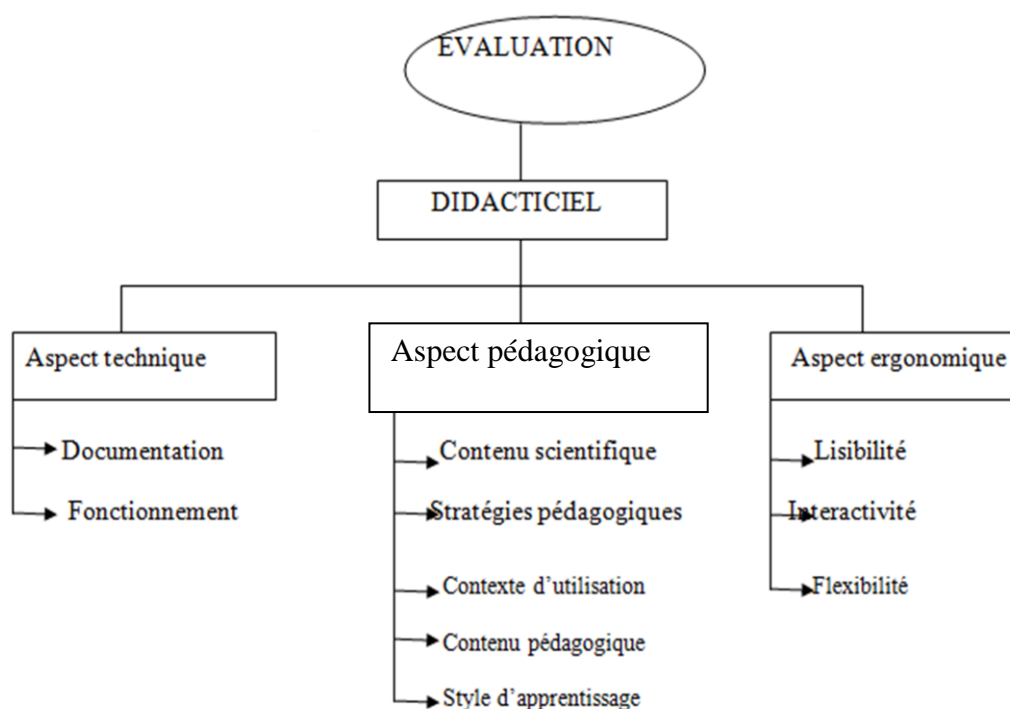 EVALUATION
DIDACTICIEL
Aspect technique
Documentation
Fonctionnement
Aspect pédagogique
Contenu scientifique
Stratégies pédagogiques
Contexte d'utilisation
Contenu pédagogique
Style d'apprentissage
Aspect ergonomique
Lisibilité
Interactivité
Flexibilité